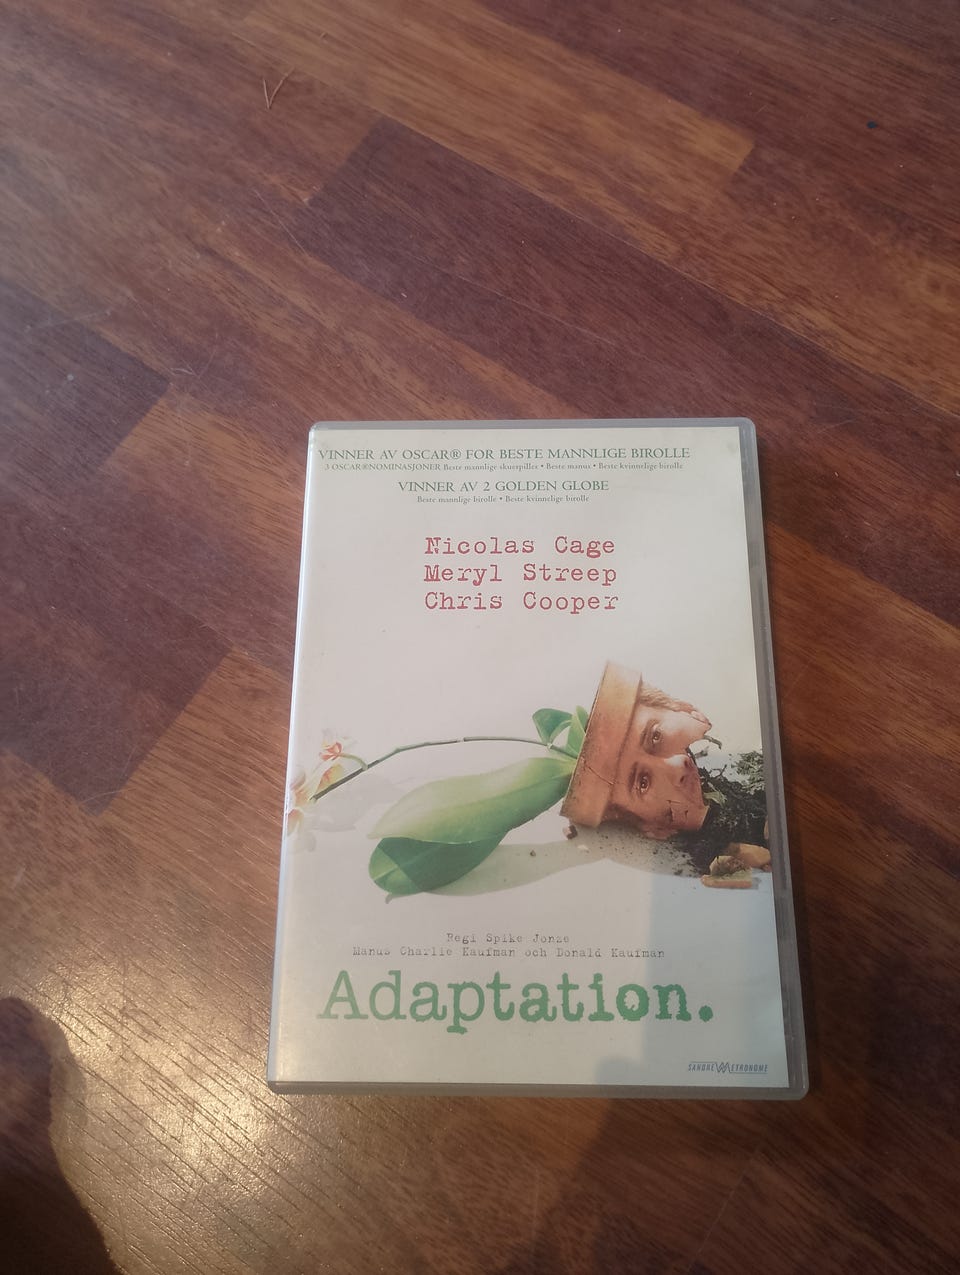 VINNER AV OSCAR® FOR BESTE MANNLIGE BIROLLE
3 OSCAR®NOMINASJONER Beste mannlige skuespiller • Beste manus • Beste kvinnelige birolle
VINNER AV 2 GOLDEN GLOBE
Beste mannlige birolle • Beste kvinnelige birolle
Nicolas Cage
Meryl Streep
Chris Cooper
Regi Spike Jonze
Manus Charlie Kaufman och Donald Kaufman
Adaptation.
SANDREW METRONOME